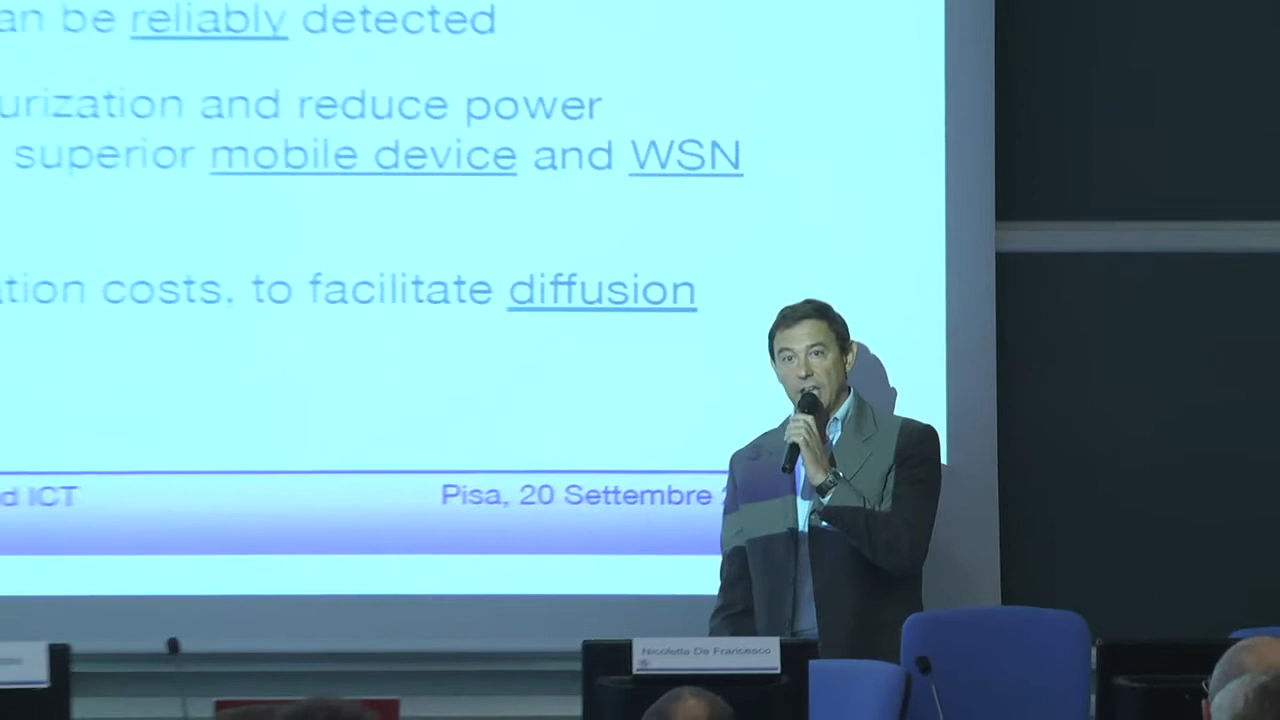 an be reliably detected
urization and reduce power
superior mobile device and WSN
ation costs, to facilitate diffusion
d ICT
Pisa, 20 Settembre
Nicoletta De Francesco